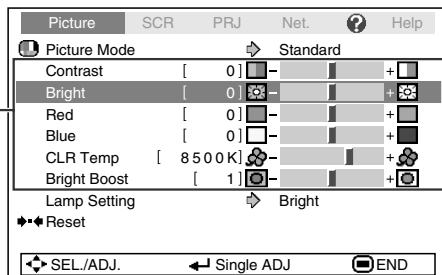 Picture SCR PRJ Net. ? Help
Picture Mode Standard
Contrast [ 0 ] - +
Bright [ 0 ] - +
Red [ 0 ] - +
Blue [ 0 ] - +
CLR Temp [ 8500K ] - +
Bright Boost [ 1 ] - +
Lamp Setting Bright
Reset
SEL./ADJ. Single ADJ END